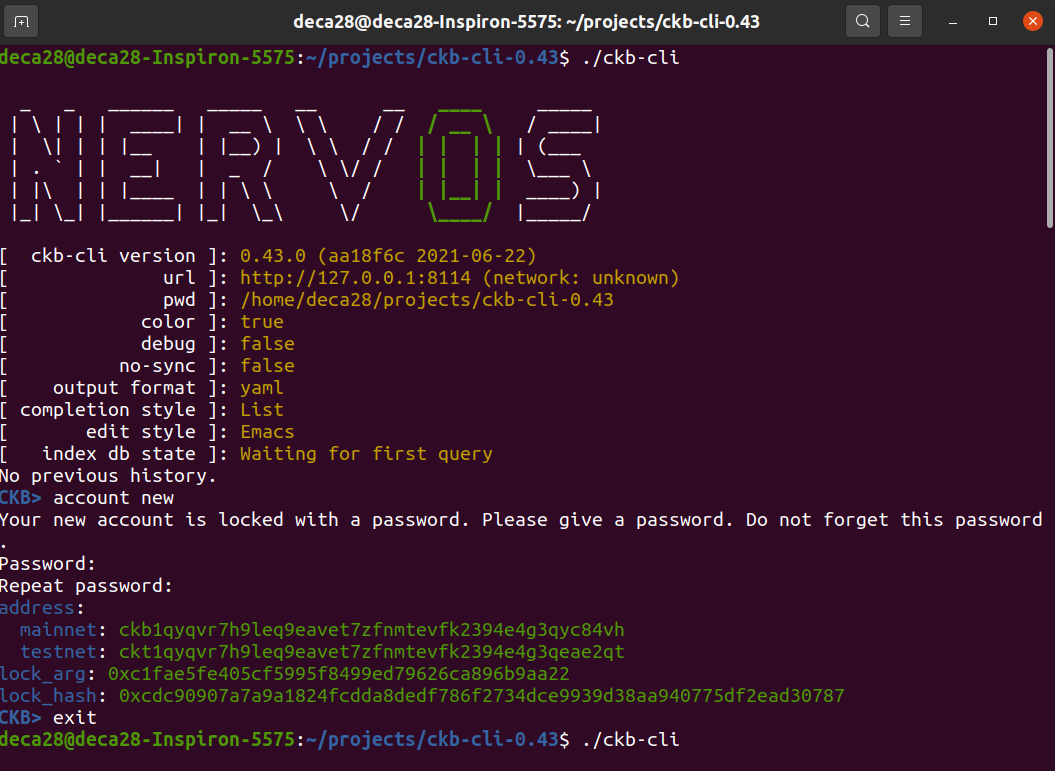 deca28@deca28-Inspiron-5575: ~/projects/ckb-cli-0.43
deca28@deca28-Inspiron-5575:~/projects/ckb-cli-0.43$ ./ckb-cli
NERVOS
[  ckb-cli version ]: 0.43.0 (aa18f6c 2021-06-22)
[              url ]: http://127.0.0.1:8114 (network: unknown)
[              pwd ]: /home/deca28/projects/ckb-cli-0.43
[            color ]: true
[            debug ]: false
[          no-sync ]: false
[    output format ]: yaml
[ completion style ]: List
[       edit style ]: Emacs
[   index db state ]: Waiting for first query
No previous history.
CKB> account new
Your new account is locked with a password. Please give a password. Do not forget this password
.
Password:
Repeat password:
address:
  mainnet: ckb1qyqvr7h9leq9eavet7zfnmtevfk2394e4g3qyc84vh
  testnet: ckt1qyqvr7h9leq9eavet7zfnmtevfk2394e4g3qeae2qt
lock_arg: 0xc1fae5fe405cf5995f8499ed79626ca896b9aa22
lock_hash: 0xcdc90907a7a9a1824fcdda8dedf786f2734dce9939d38aa940775df2ead30787
CKB> exit
deca28@deca28-Inspiron-5575:~/projects/ckb-cli-0.43$ ./ckb-cli